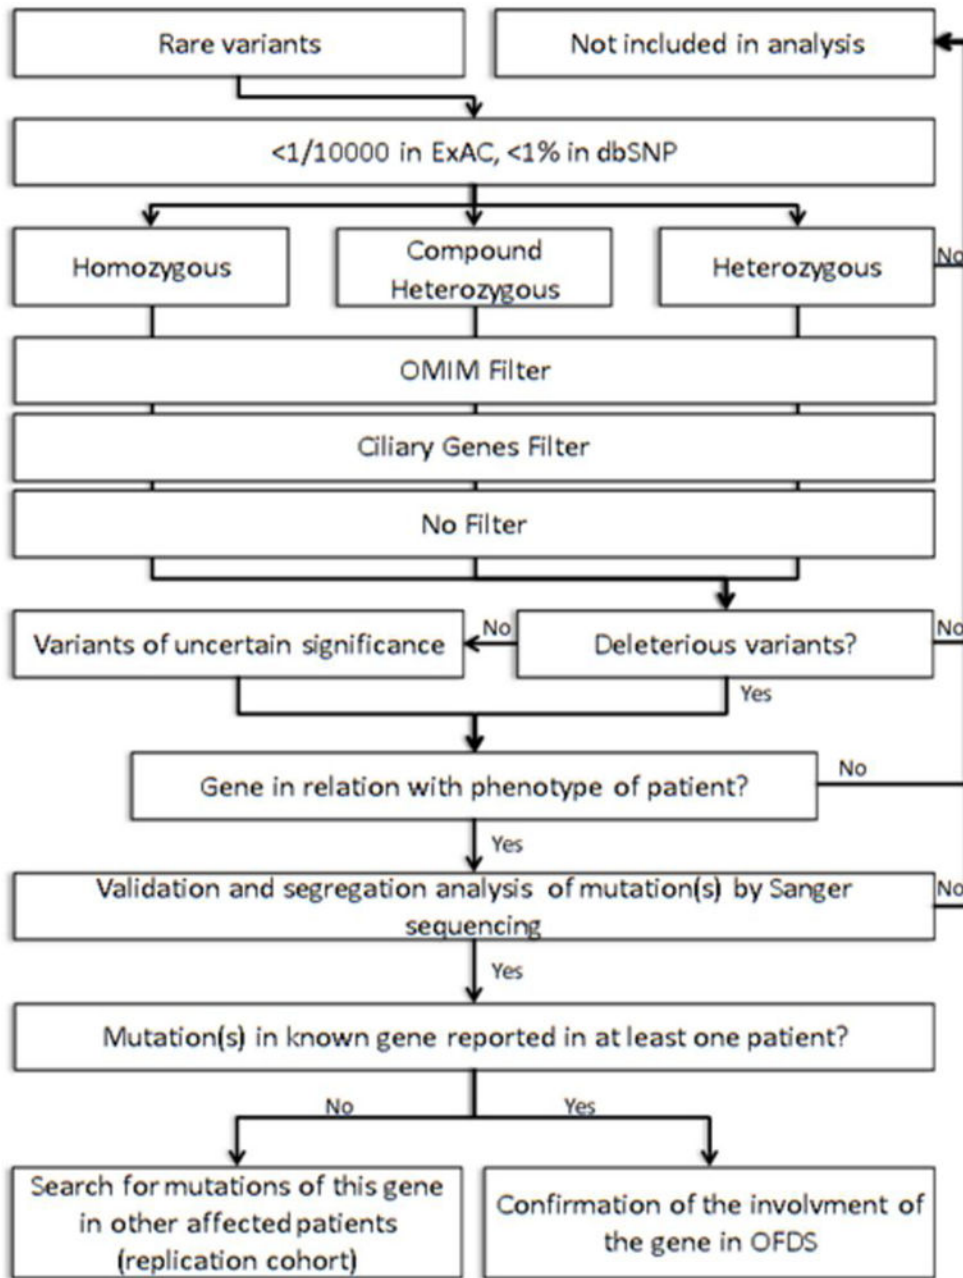 Rare variants
Not included in analysis
<1/10000 in ExAC, <1% in dbSNP
Homozygous
Compound
Heterozygous
Heterozygous
No
OMIM Filter
Ciliary Genes Filter
No Filter
Variants of uncertain significance
No
Deleterious variants?
No
Yes
Gene in relation with phenotype of patient?
No
Yes
Validation and segregation analysis of mutation(s) by Sanger
sequencing
No
Yes
Mutation(s) in known gene reported in at least one patient?
No
Yes
Search for mutations of this gene
in other affected patients
(replication cohort)
Confirmation of the involvment of
the gene in OFDS